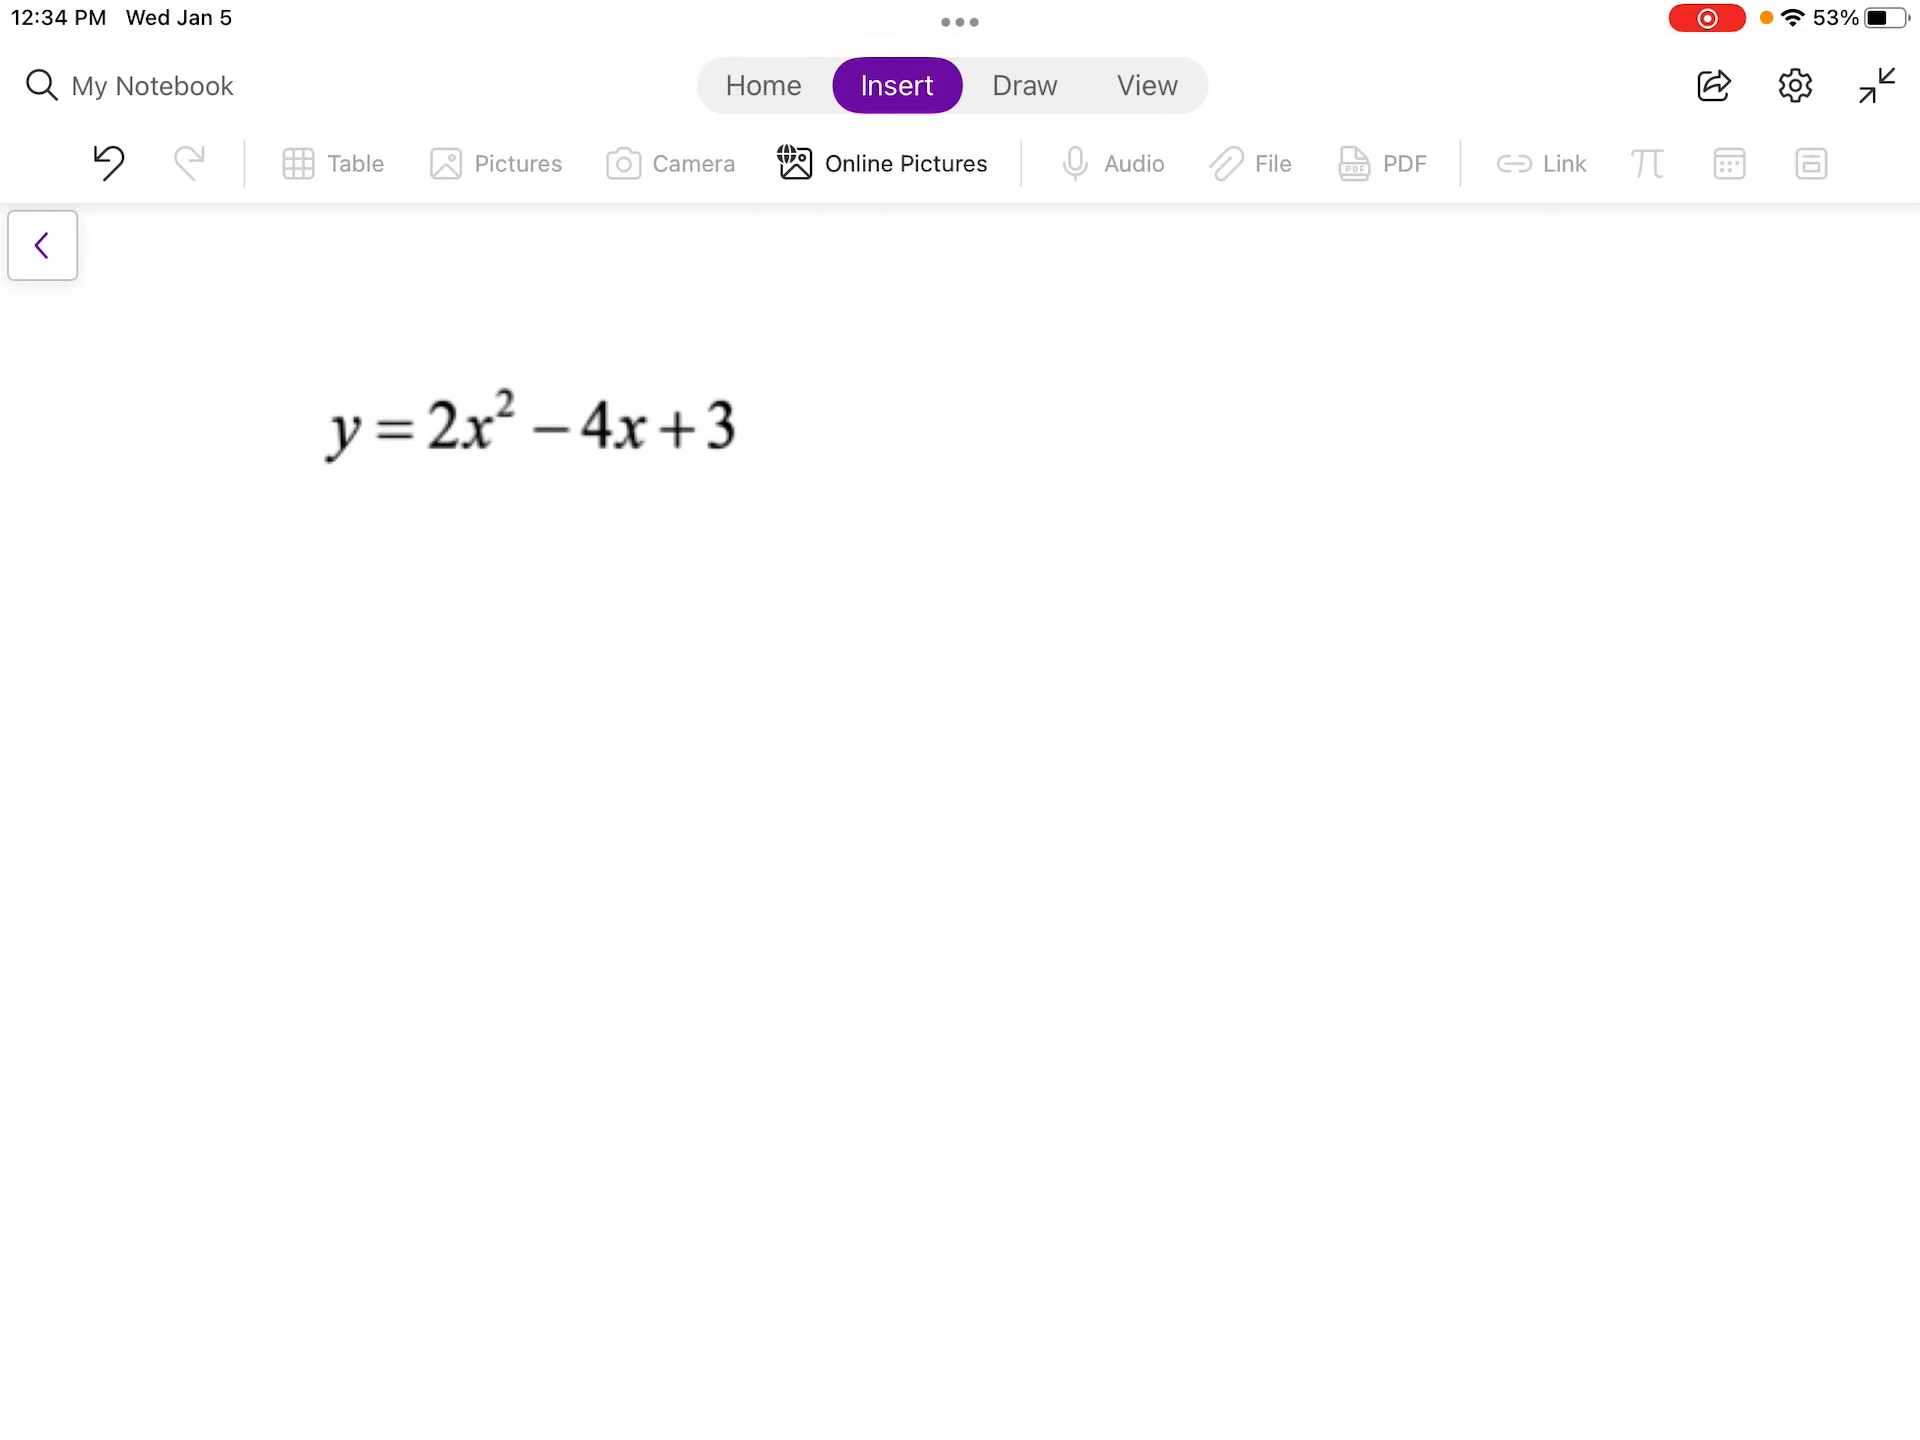 12:34 PM Wed Jan 5 53%
My Notebook Home Insert Draw View
Table Pictures Camera Online Pictures Audio File PDF Link π
y = 2x² − 4x + 3